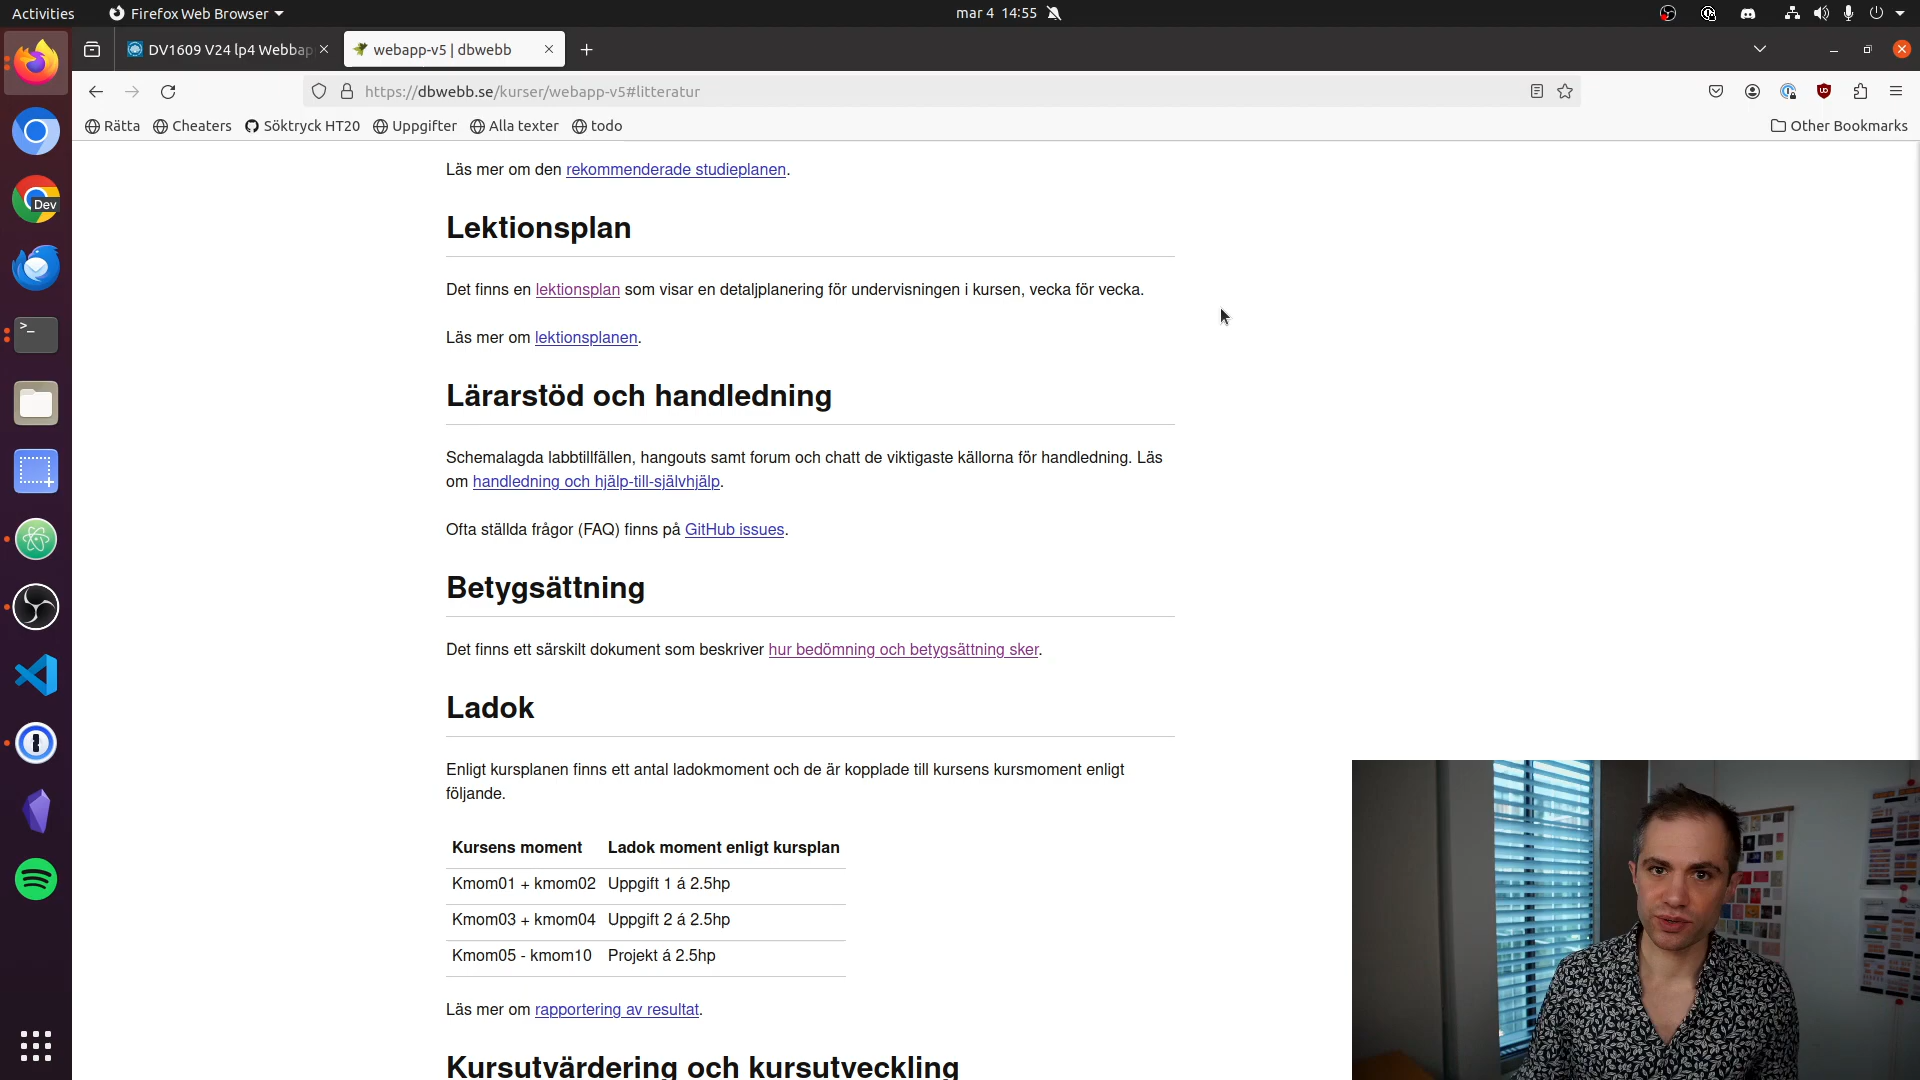 Activities
Firefox Web Browser
mar 4 14:55
DV1609 V24 lp4 Webbap
webapp-v5 | dbwebb
https://dbwebb.se/kurser/webapp-v5#litteratur
Rätta
Cheaters
Söktryck HT20
Uppgifter
Alla texter
todo
Other Bookmarks
Dev
Läs mer om den rekommenderade studieplanen.
Lektionsplan
Det finns en lektionsplan som visar en detaljplanering för undervisningen i kursen, vecka för vecka.
Läs mer om lektionsplanen.
Lärarstöd och handledning
Schemalagda labbtillfällen, hangouts samt forum och chatt de viktigaste källorna för handledning. Läs
om handledning och hjälp-till-självhjälp.
Ofta ställda frågor (FAQ) finns på GitHub issues.
Betygsättning
Det finns ett särskilt dokument som beskriver hur bedömning och betygsättning sker.
Ladok
Enligt kursplanen finns ett antal ladokmoment och de är kopplade till kursens kursmoment enligt
följande.
Kursens moment Ladok moment enligt kursplan
Kmom01 + kmom02 Uppgift 1 á 2.5hp
Kmom03 + kmom04 Uppgift 2 á 2.5hp
Kmom05 - kmom10 Projekt á 2.5hp
Läs mer om rapportering av resultat.
Kursutvärdering och kursutveckling